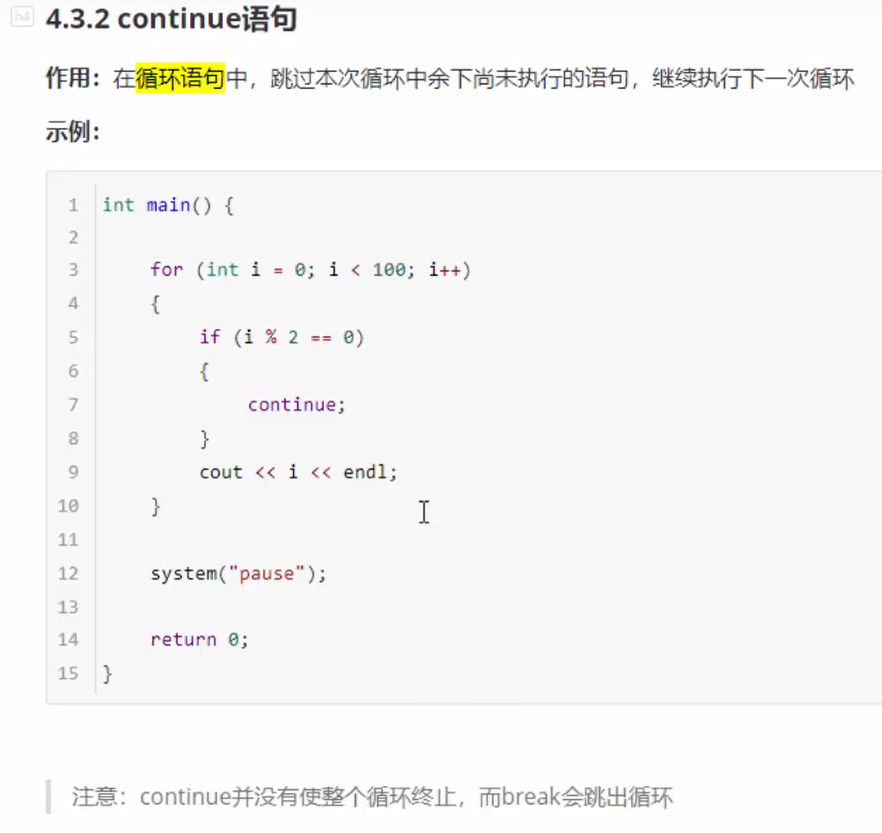 h4 4.3.2 continue语句
作用：在循环语句中，跳过本次循环中余下尚未执行的语句，继续执行下一次循环
示例：
1 int main() {
2
3 for (int i = 0; i < 100; i++)
4 {
5 if (i % 2 == 0)
6 {
7 continue;
8 }
9 cout << i << endl;
10 }
11
12 system("pause");
13
14 return 0;
15 }
注意：continue并没有使整个循环终止，而break会跳出循环